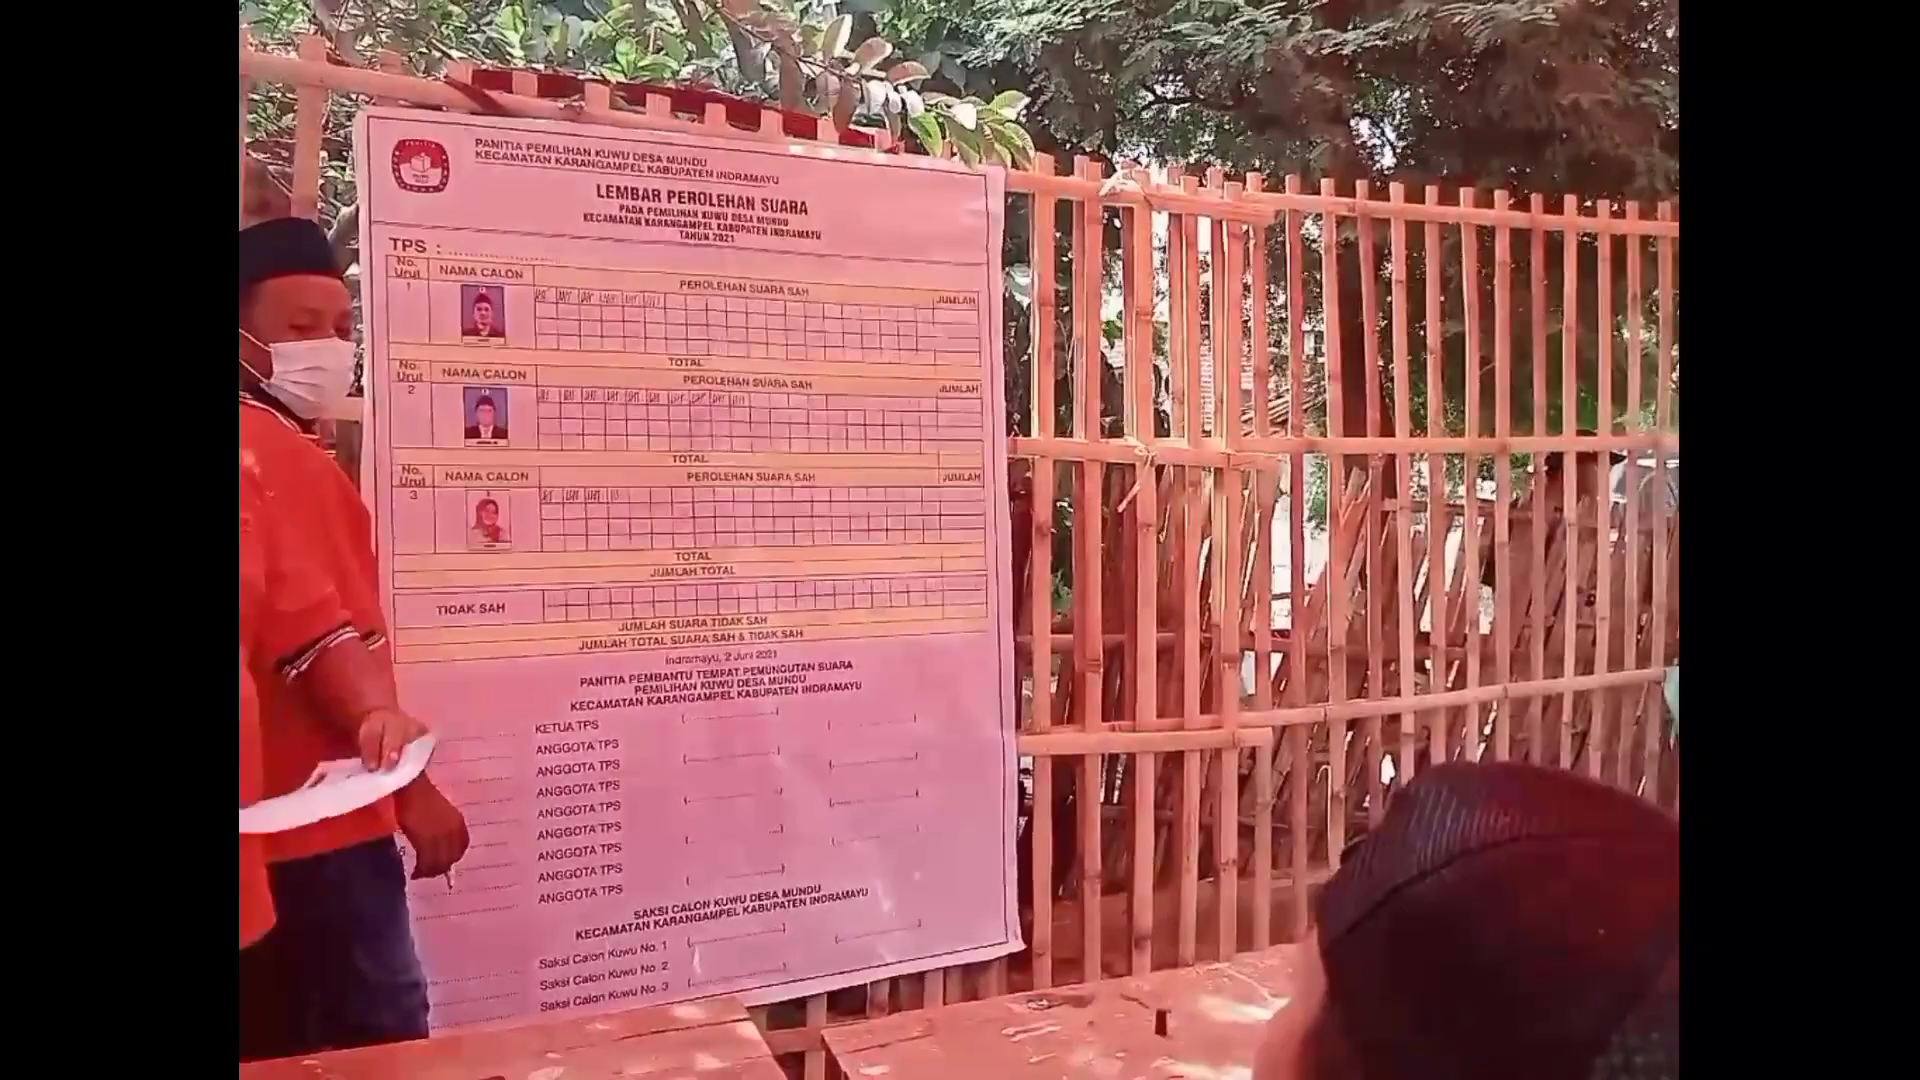 PANITIA PEMILIHAN KUWU DESA MUNDU
KECAMATAN KARANGAMPEL KABUPATEN INDRAMAYU
LEMBAR PEROLEHAN SUARA
PADA PEMILIHAN KUWU DESA MUNDU
KECAMATAN KARANGAMPEL KABUPATEN INDRAMAYU
TAHUN 2021
TPS :
No. Urut NAMA CALON PEROLEHAN SUARA SAH JUMLAH
1
TOTAL
No. Urut NAMA CALON PEROLEHAN SUARA SAH JUMLAH
2
TOTAL
No. Urut NAMA CALON PEROLEHAN SUARA SAH JUMLAH
3
TOTAL
JUMLAH TOTAL
TIDAK SAH
JUMLAH SUARA TIDAK SAH
JUMLAH TOTAL SUARA SAH & TIDAK SAH
Indramayu, 2 Juni 2021
PANITIA PEMBANTU TEMPAT PEMUNGUTAN SUARA
PEMILIHAN KUWU DESA MUNDU
KECAMATAN KARANGAMPEL KABUPATEN INDRAMAYU
KETUA TPS
ANGGOTA TPS
ANGGOTA TPS
ANGGOTA TPS
ANGGOTA TPS
ANGGOTA TPS
ANGGOTA TPS
ANGGOTA TPS
ANGGOTA TPS
SAKSI CALON KUWU DESA MUNDU
KECAMATAN KARANGAMPEL KABUPATEN INDRAMAYU
Saksi Calon Kuwu No. 1
Saksi Calon Kuwu No. 2
Saksi Calon Kuwu No. 3